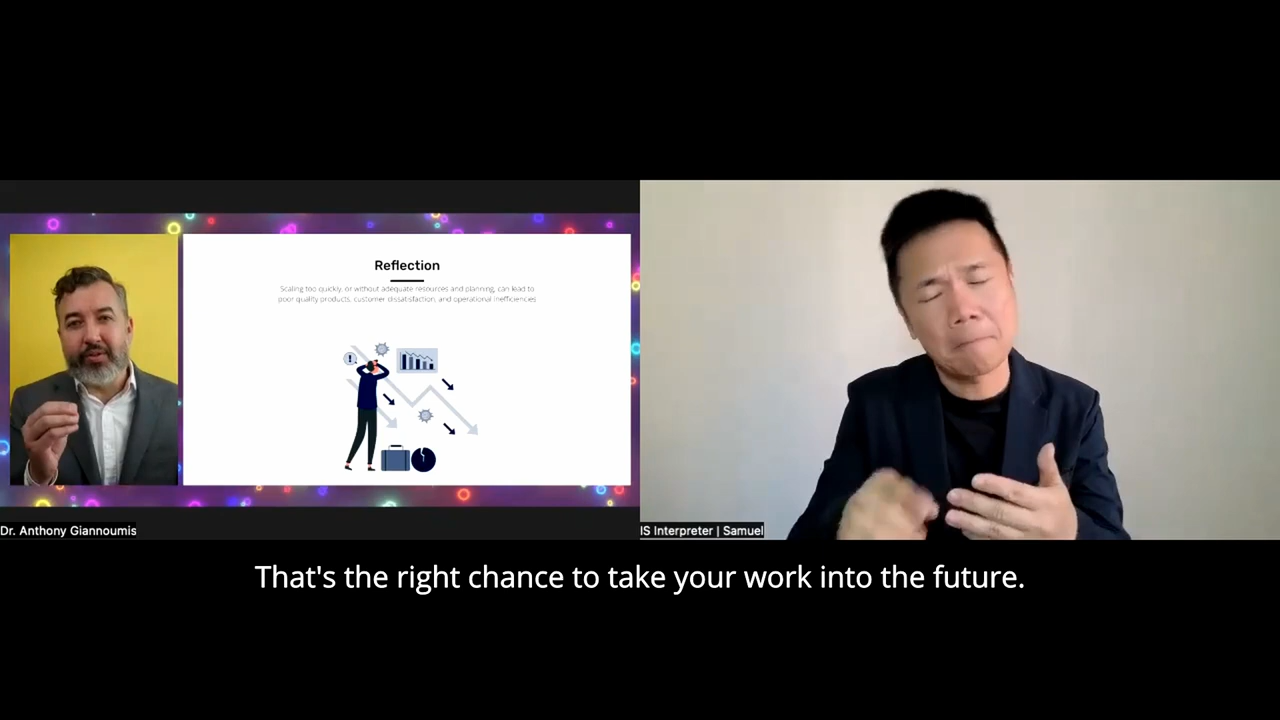 Reflection
Scaling too quickly, or without adequate resources and planning, can lead to
poor quality products, customer dissatisfaction, and operational inefficiencies
Dr. Anthony Giannoumis
IS Interpreter | Samuel
That's the right chance to take your work into the future.